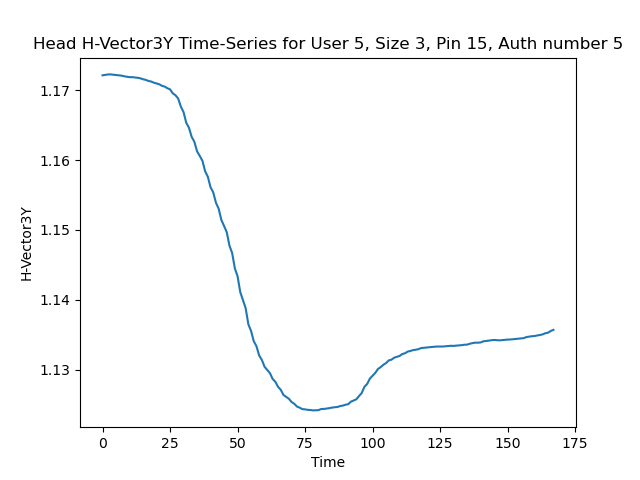 Head H-Vector3Y Time-Series for User 5, Size 3, Pin 15, Auth number 5
H-Vector3Y
1.17
1.16
1.15
1.14
1.13
0 25 50 75 100 125 150 175
Time